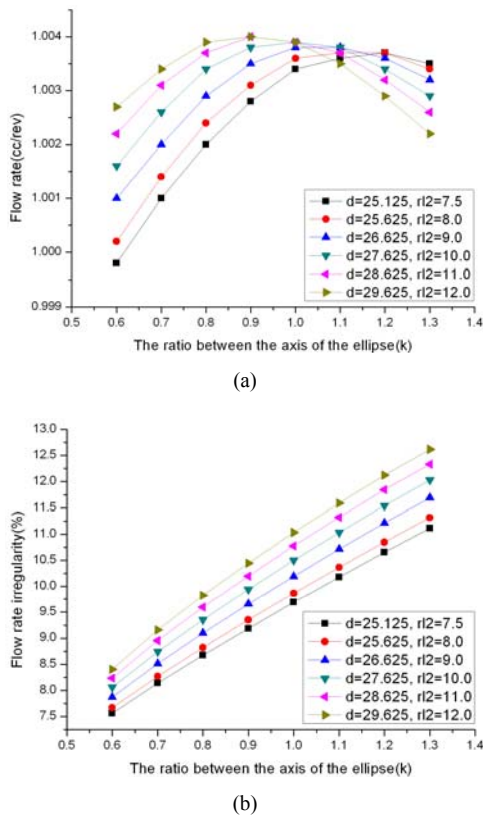 1.004
1.003
1.002
1.001
1.000
0.999
Flow rate(cc/rev)
d=25.125, rl2=7.5
d=25.625, rl2=8.0
d=26.625, rl2=9.0
d=27.625, rl2=10.0
d=28.625, rl2=11.0
d=29.625, rl2=12.0
0.5 0.6 0.7 0.8 0.9 1.0 1.1 1.2 1.3 1.4
The ratio between the axis of the ellipse(k)
(a)
13.0
12.5
12.0
11.5
11.0
10.5
10.0
9.5
9.0
8.5
8.0
7.5
Flow rate irregularity(%)
d=25.125, rl2=7.5
d=25.625, rl2=8.0
d=26.625, rl2=9.0
d=27.625, rl2=10.0
d=28.625, rl2=11.0
d=29.625, rl2=12.0
0.5 0.6 0.7 0.8 0.9 1.0 1.1 1.2 1.3 1.4
The ratio between the axis of the ellipse(k)
(b)